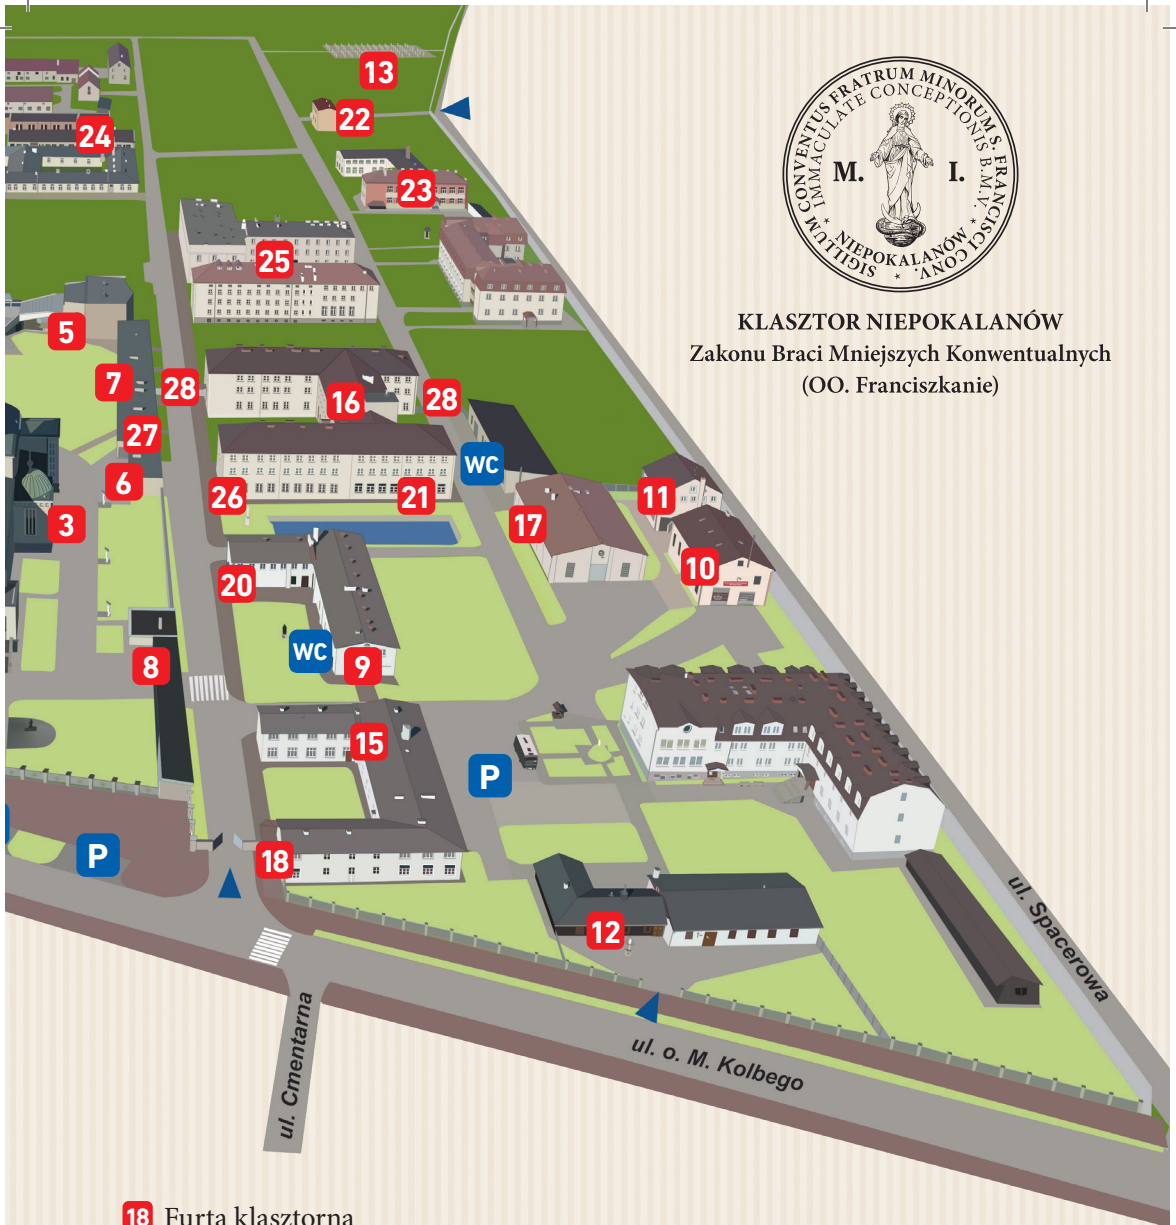 13
22
24
23
25
5
7
28
16
28
27
WC
6
26
21
11
3
17
10
20
WC
9
8
15
P
P
18
12
SIGILLUM CONVENTUS FRATRUM MINORUM S. FRANCISCI CONV.
IMMACULATE CONCEPTIONIS B.M.V.
M. I.
* NIEPOKALANÓW *
KLASZTOR NIEPOKALANÓW
Zakonu Braci Mniejszych Konwentualnych
(OO. Franciszkanie)
ul. Spacerowa
ul. o. M. Kolbego
ul. Cmentarna
18 Furta klasztorna